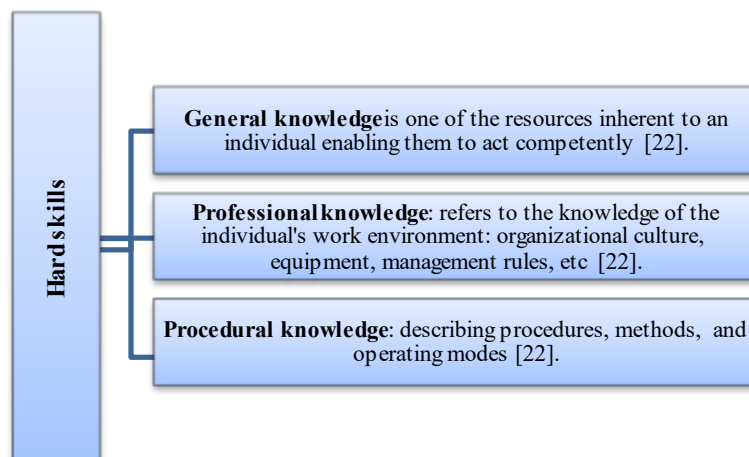 Hard skills
General knowledge is one of the resources inherent to an
individual enabling them to act competently [22].
Professional knowledge: refers to the knowledge of the
individual's work environment: organizational culture,
equipment, management rules, etc [22].
Procedural knowledge: describing procedures, methods, and
operating modes [22].